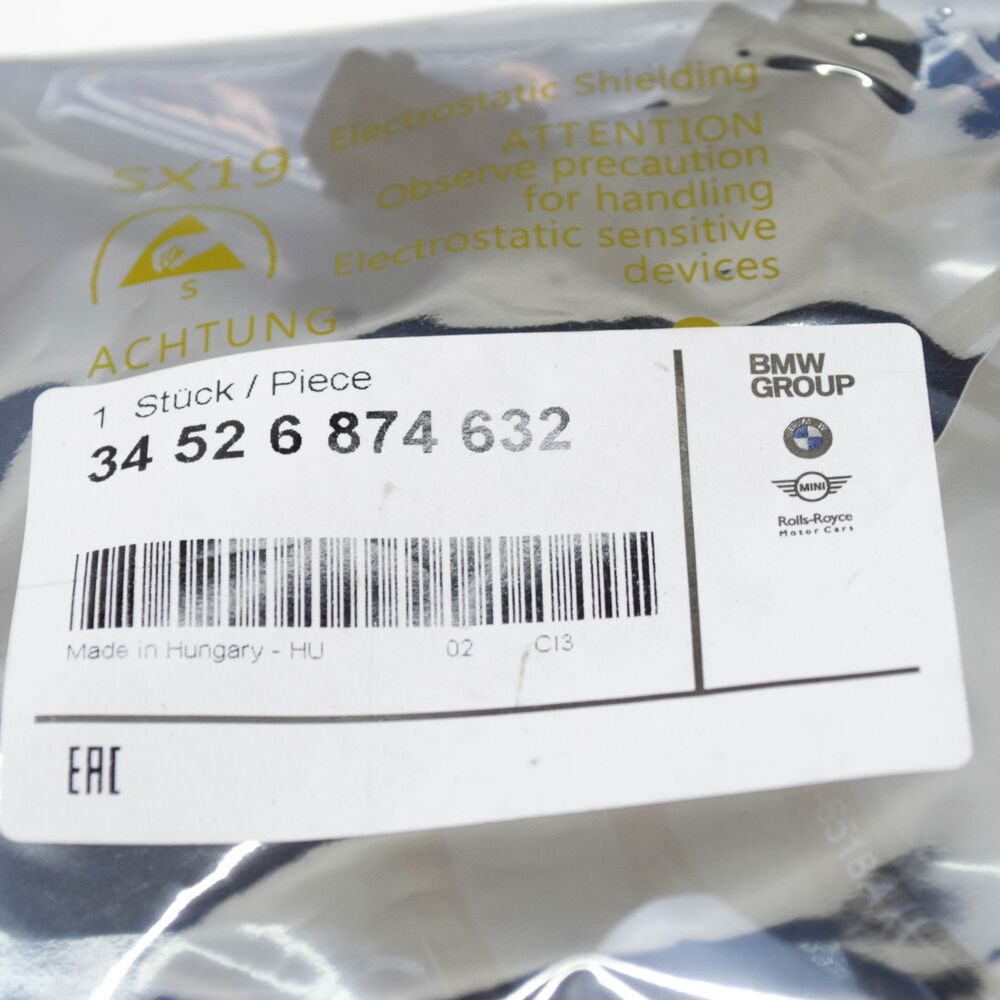 Electrostatic Shielding
ATTENTION
Observe precaution
for handling
Electrostatic sensitive
devices
SX19
S
ACHTUNG
1 Stück / Piece
34 52 6 874 632
Made in Hungary - HU 02 CI3
BMW
GROUP
BMW
MINI
Rolls-Royce
Motor Cars
EAC